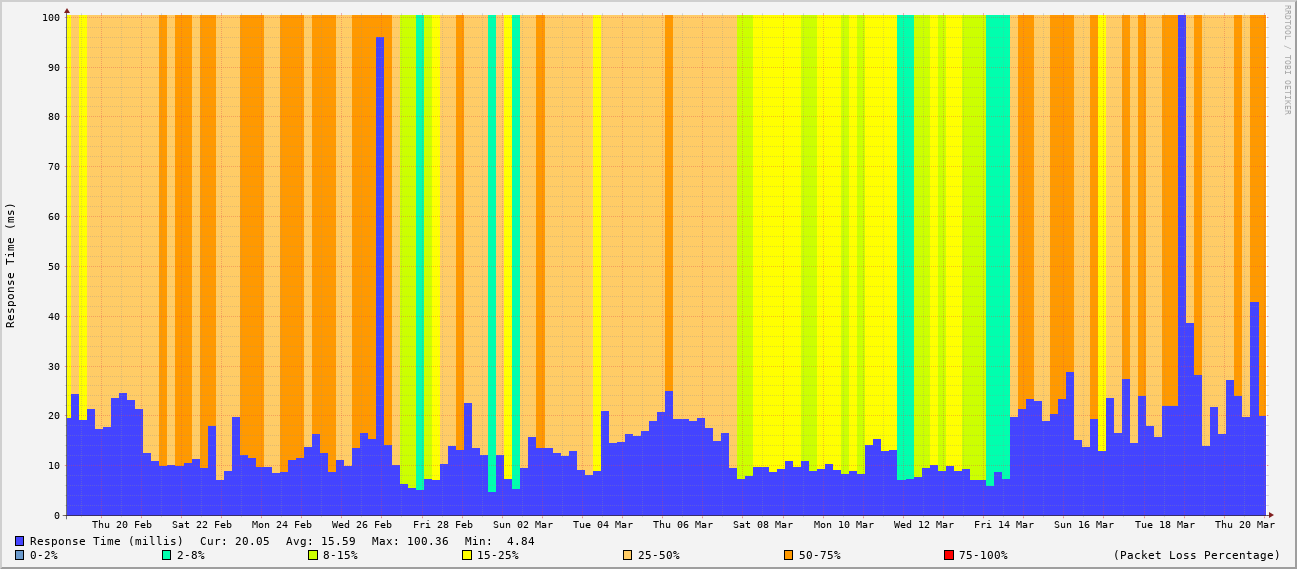 RRDTOOL / TOBI OETIKER
Response Time (ms)
100
90
80
70
60
50
40
30
20
10
0
Thu 20 Feb Sat 22 Feb Mon 24 Feb Wed 26 Feb Fri 28 Feb Sun 02 Mar Tue 04 Mar Thu 06 Mar Sat 08 Mar Mon 10 Mar Wed 12 Mar Fri 14 Mar Sun 16 Mar Tue 18 Mar Thu 20 Mar
Response Time (millis) Cur: 20.05 Avg: 15.59 Max: 100.36 Min: 4.84
0-2% 2-8% 8-15% 15-25% 25-50% 50-75% 75-100% (Packet Loss Percentage)